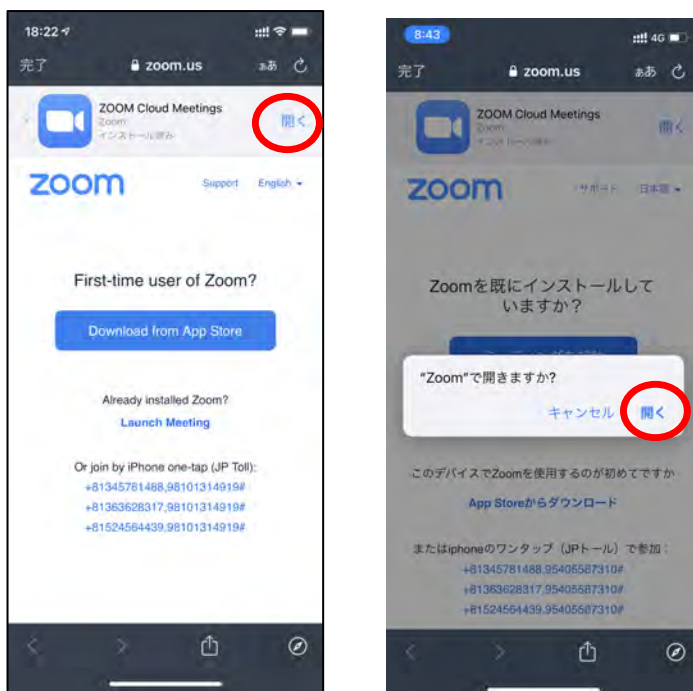 18:22
完了
zoom.us
ああ
ZOOM Cloud Meetings
Zoom
インストール済み
開く
zoom
Support
English
First-time user of Zoom?
Download from App Store
Already installed Zoom?
Launch Meeting
Or join by iPhone one-tap (JP Toll):
+81345781488,98101314919#
+81363628317,98101314919#
+81524564439,98101314919#
8:43
4G
完了
zoom.us
ああ
ZOOM Cloud Meetings
Zoom
インストール済み
開く
zoom
サポート
日本語
Zoomを既にインストールして
いますか？
"Zoom"で開きますか?
キャンセル
開く
このデバイスでZoomを使用するのが初めてですか
App Storeからダウンロード
またはiphoneのワンタップ（JPトール）で参加：
+81345781488,95405587310#
+81363628317,95405587310#
+81524564439,95405587310#